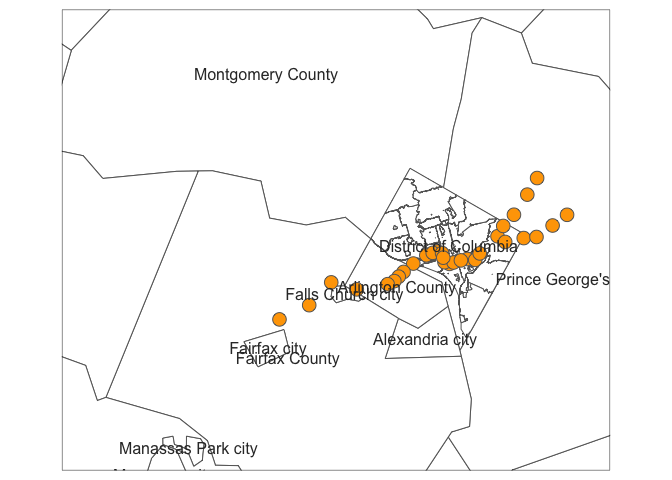 Montgomery County
District of Columbia
Prince George's
Arlington County
Falls Church city
Alexandria city
Fairfax city
Fairfax County
Manassas Park city